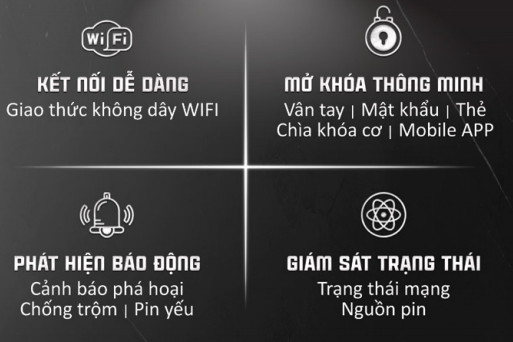 WiFi
KẾT NỐI DỄ DÀNG
Giao thức không dây WIFI
MỞ KHÓA THÔNG MINH
Vân tay | Mật khẩu | Thẻ
Chìa khóa cơ | Mobile APP
PHÁT HIỆN BÁO ĐỘNG
Cảnh báo phá hoại
Chống trộm | Pin yếu
GIÁM SÁT TRẠNG THÁI
Trạng thái mạng
Nguồn pin